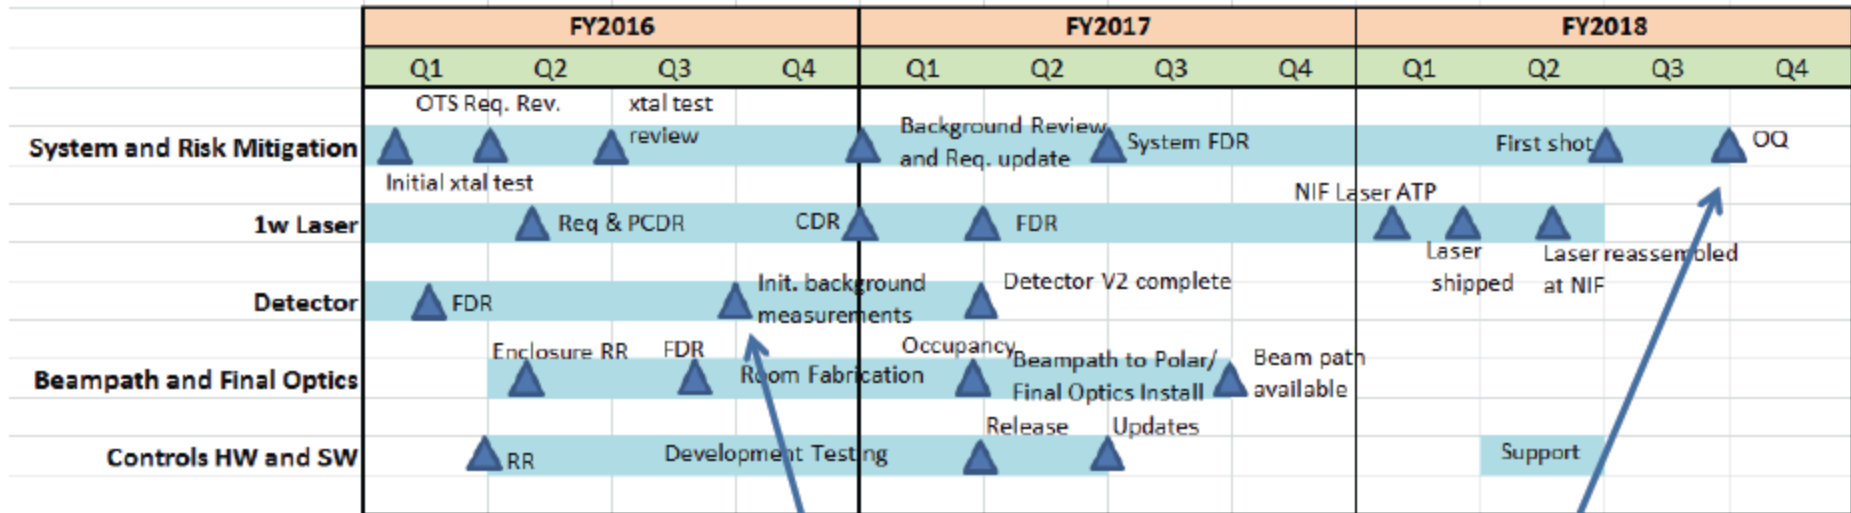 FY2016 FY2017 FY2018
Q1 Q2 Q3 Q4 Q1 Q2 Q3 Q4 Q1 Q2 Q3 Q4
OTS Req. Rev.
xtal test
review
System and Risk Mitigation
Background Review
and Req. update
System FDR
First shot
OQ
Initial xtal test
NIF Laser ATP
1w Laser
Req & PCDR
CDR
FDR
Laser
shipped
Laser reassembled
at NIF
Detector
FDR
Init. background
measurements
Detector V2 complete
Enclosure RR
FDR
Occupancy
Beampath and Final Optics
Room Fabrication
Beampath to Polar/
Final Optics Install
Beam path
available
Release
Updates
Controls HW and SW
RR
Development Testing
Support